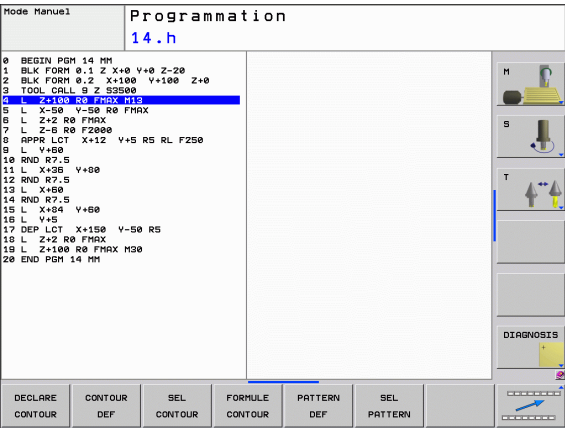 Mode Manuel
Programmation
14.h
0 BEGIN PGM 14 MM
1 BLK FORM 0.1 Z X+0 Y+0 Z-20
2 BLK FORM 0.2 X+100 Y+100 Z+0
3 TOOL CALL 9 Z S3500
4 L Z+100 R0 FMAX M13
5 L X-50 Y-50 R0 FMAX
6 L Z+2 R0 FMAX
7 L Z-6 R0 F2000
8 APPR LCT X+12 Y+5 R5 RL F250
9 L Y+60
10 RND R7.5
11 L X+36 Y+80
12 RND R7.5
13 L X+60
14 RND R7.5
15 L X+84 Y+60
16 L Y+5
17 DEP LCT X+150 Y-50 R5
18 L Z+2 R0 FMAX
19 L Z+100 R0 FMAX M30
20 END PGM 14 MM
M
S
T
DIAGNOSIS
DECLARE CONTOUR
CONTOUR DEF
SEL CONTOUR
FORMULE CONTOUR
PATTERN DEF
SEL PATTERN